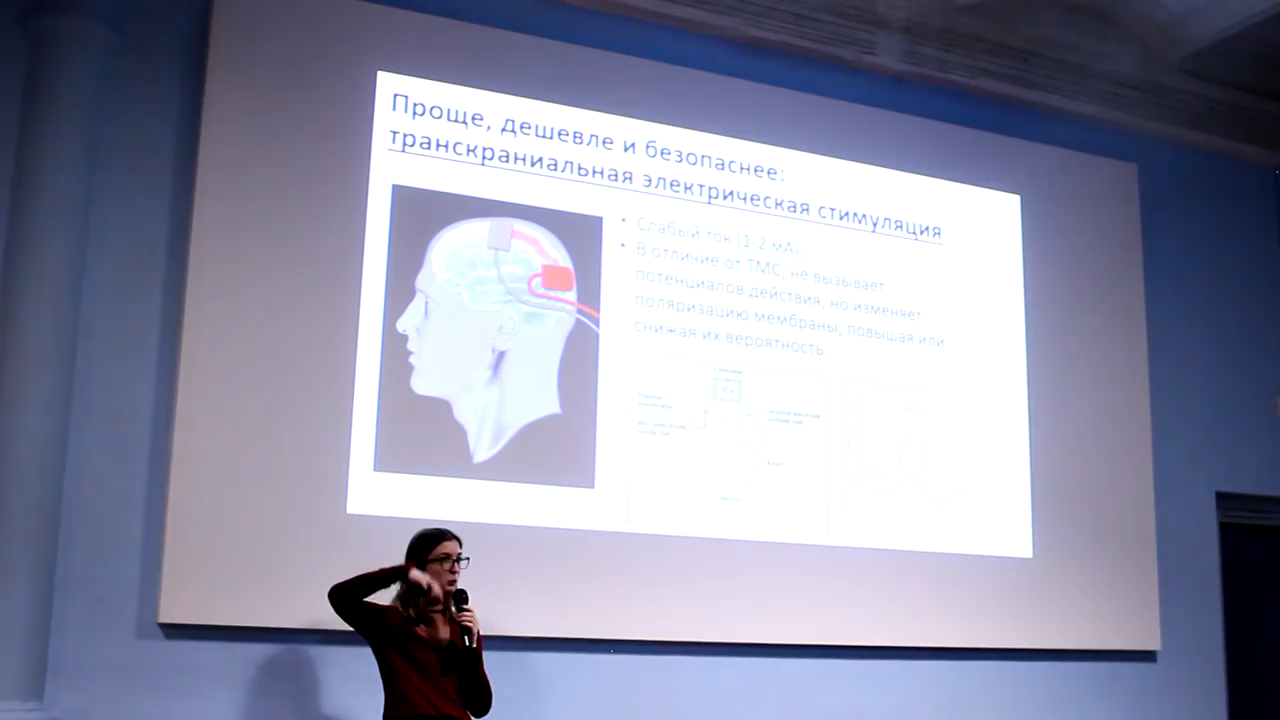 Проще, дешевле и безопаснее:
транскраниальная электрическая стимуляция
• Слабый ток (1-2 мА).
• В отличие от ТМС, не вызывает
потенциалов действия, но изменяет
поляризацию мембраны, повышая или
снижая их вероятность